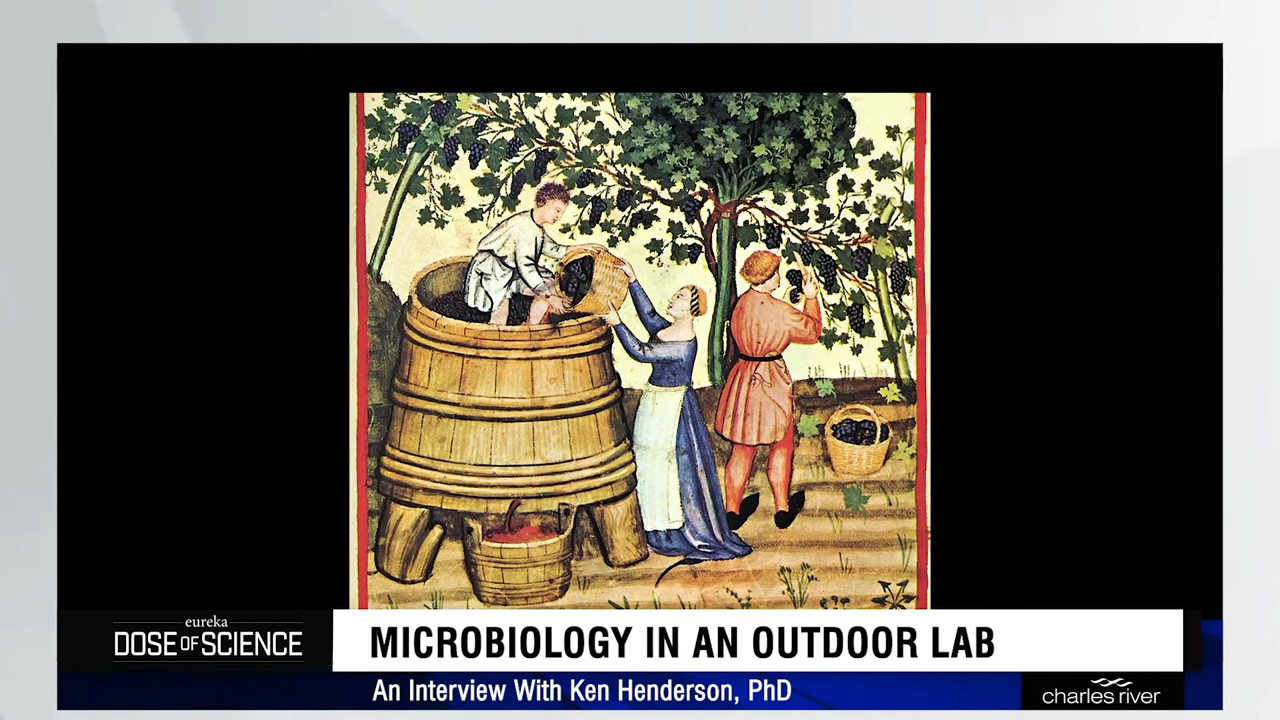 eureka
DOSE OF SCIENCE
MICROBIOLOGY IN AN OUTDOOR LAB
An Interview With Ken Henderson, PhD
charles river